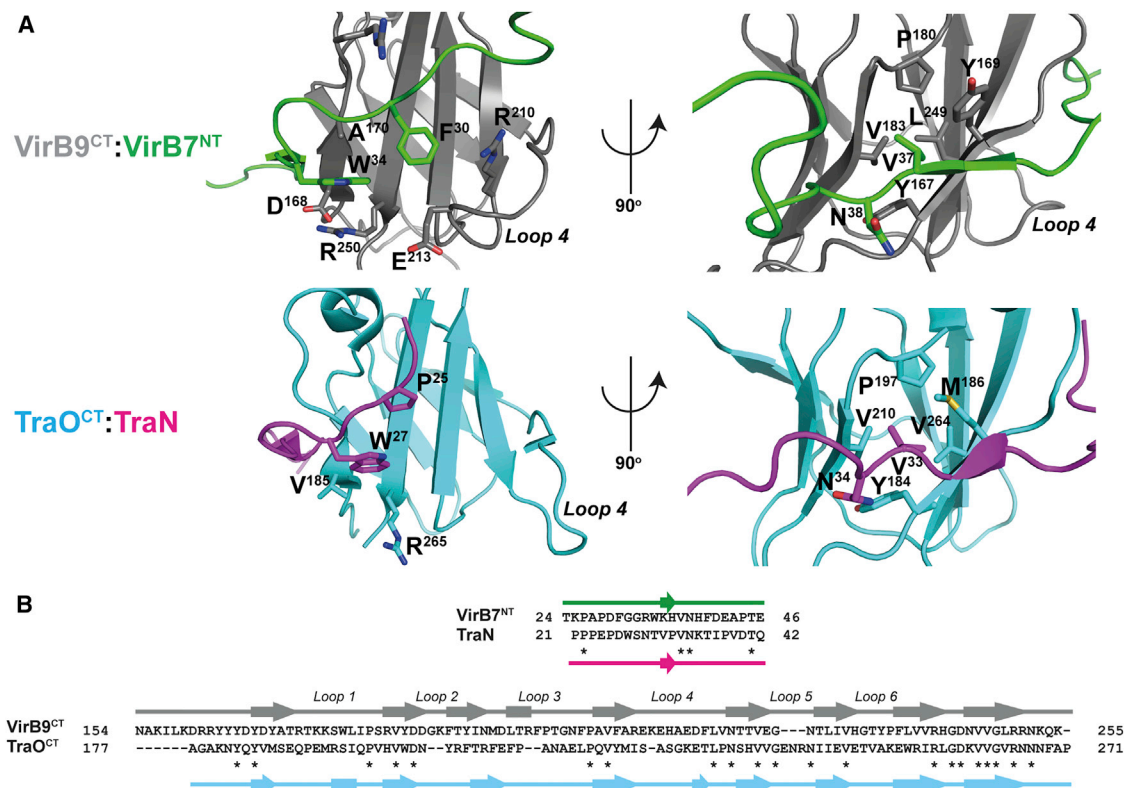 A
VirB9CT:VirB7NT
A170
F30
R210
W34
D168
R250
E213
Loop 4
90o
P180
Y169
L249
V183
V37
Y167
N38
Loop 4
TraOCT:TraN
P25
W27
V185
R265
Loop 4
90o
P197
M186
V210
V264
V33
N34
Y184
B
VirB7NT 24 TKPAPDFGGRWKHVNHFDEAPTE 46
TraN 21 PPPEPDWSNTVPVNKTIPVDTQ 42
* ** *
Loop 1 Loop 2 Loop 3 Loop 4 Loop 5 Loop 6
VirB9CT 154 NAKILKDRRYYYDYDYATRTKKSWLIPSRVYDDGKFTYINMDLTRFPTGNFPAVFAREKEHAEDFLVNTTVEG---NTLIVHGTYPFLVVRHGDNVVGLRRNKQK- 255
TraOCT 177 ------AGAKNYQYVMSEQPEMRSIQPVHVWDN-YRFTRFEFP-ANAELPQVYMIS-ASGKETLPNSHVVGENRNIIEVETVAKEWRIRLGDKVVGVRNNNFAP 271
* * * * * * * * * * * * * ** *** * *